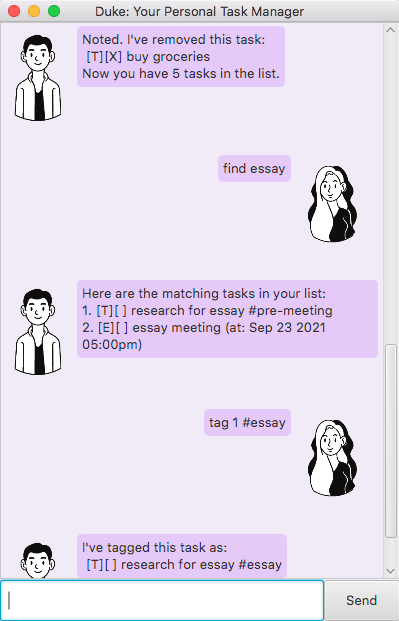 Duke: Your Personal Task Manager
Noted. I've removed this task:
[T][X] buy groceries
Now you have 5 tasks in the list.
find essay
Here are the matching tasks in your list:
1. [T][ ] research for essay #pre-meeting
2. [E][ ] essay meeting (at: Sep 23 2021
05:00pm)
tag 1 #essay
I've tagged this task as:
[T][ ] research for essay #essay
Send